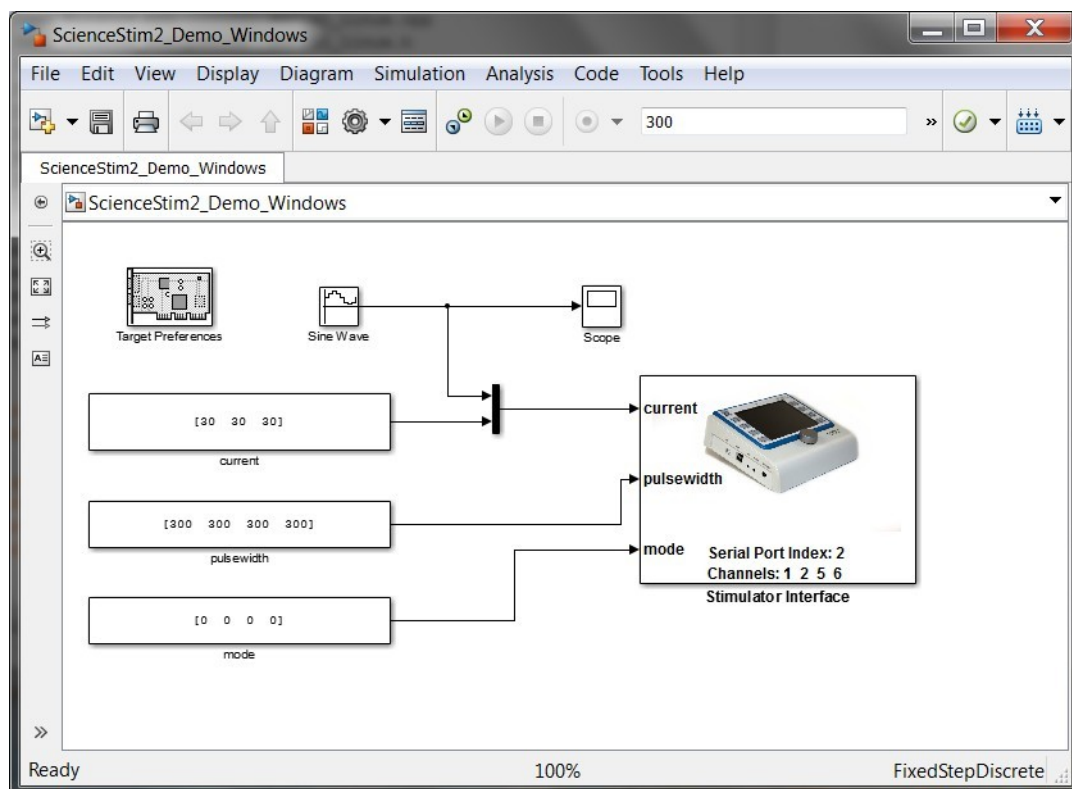 ScienceStim2_Demo_Windows
File Edit View Display Diagram Simulation Analysis Code Tools Help
300
ScienceStim2_Demo_Windows
ScienceStim2_Demo_Windows
Target Preferences
Sine Wave
Scope
[30 30 30]
current
[300 300 300 300]
pulsewidth
[0 0 0 0]
mode
current
pulsewidth
mode
Serial Port Index: 2
Channels: 1 2 5 6
Stimulator Interface
Ready 100% FixedStepDiscrete